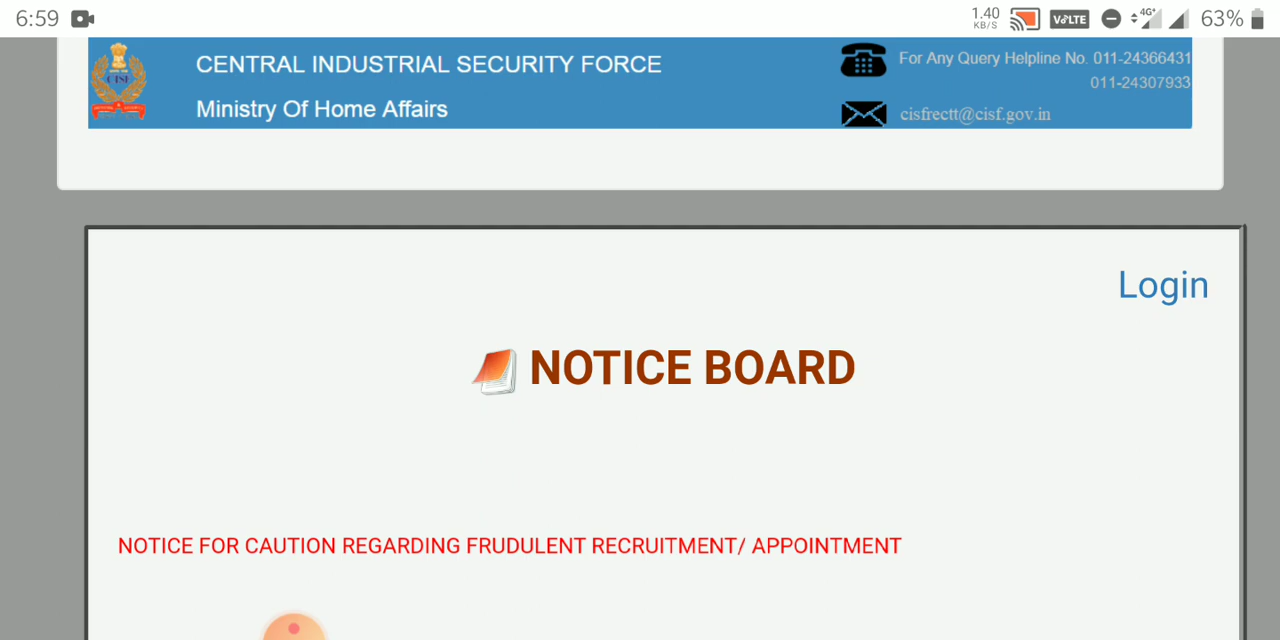 6:59 1.40 KB/S VoLTE 4G+ 63%
CISF
CENTRAL INDUSTRIAL SECURITY FORCE
Ministry Of Home Affairs
For Any Query Helpline No. 011-24366431
011-24307933
cisfrectt@cisf.gov.in
Login
NOTICE BOARD
NOTICE FOR CAUTION REGARDING FRUDULENT RECRUITMENT/ APPOINTMENT